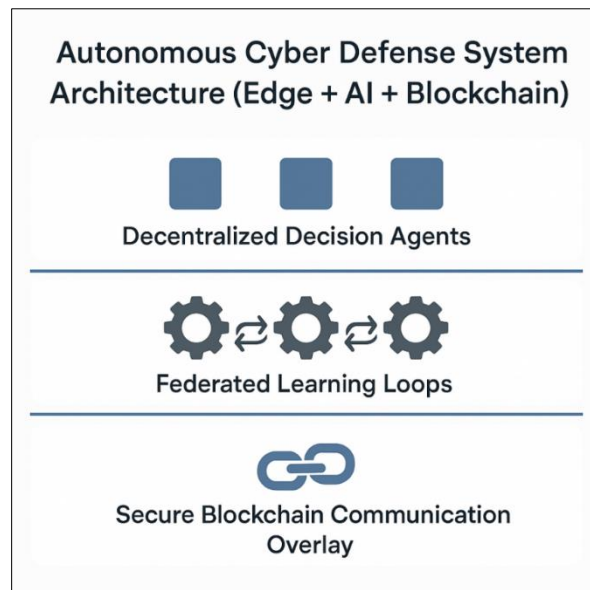 Autonomous Cyber Defense System
Architecture (Edge + AI + Blockchain)
Decentralized Decision Agents
Federated Learning Loops
Secure Blockchain Communication
Overlay